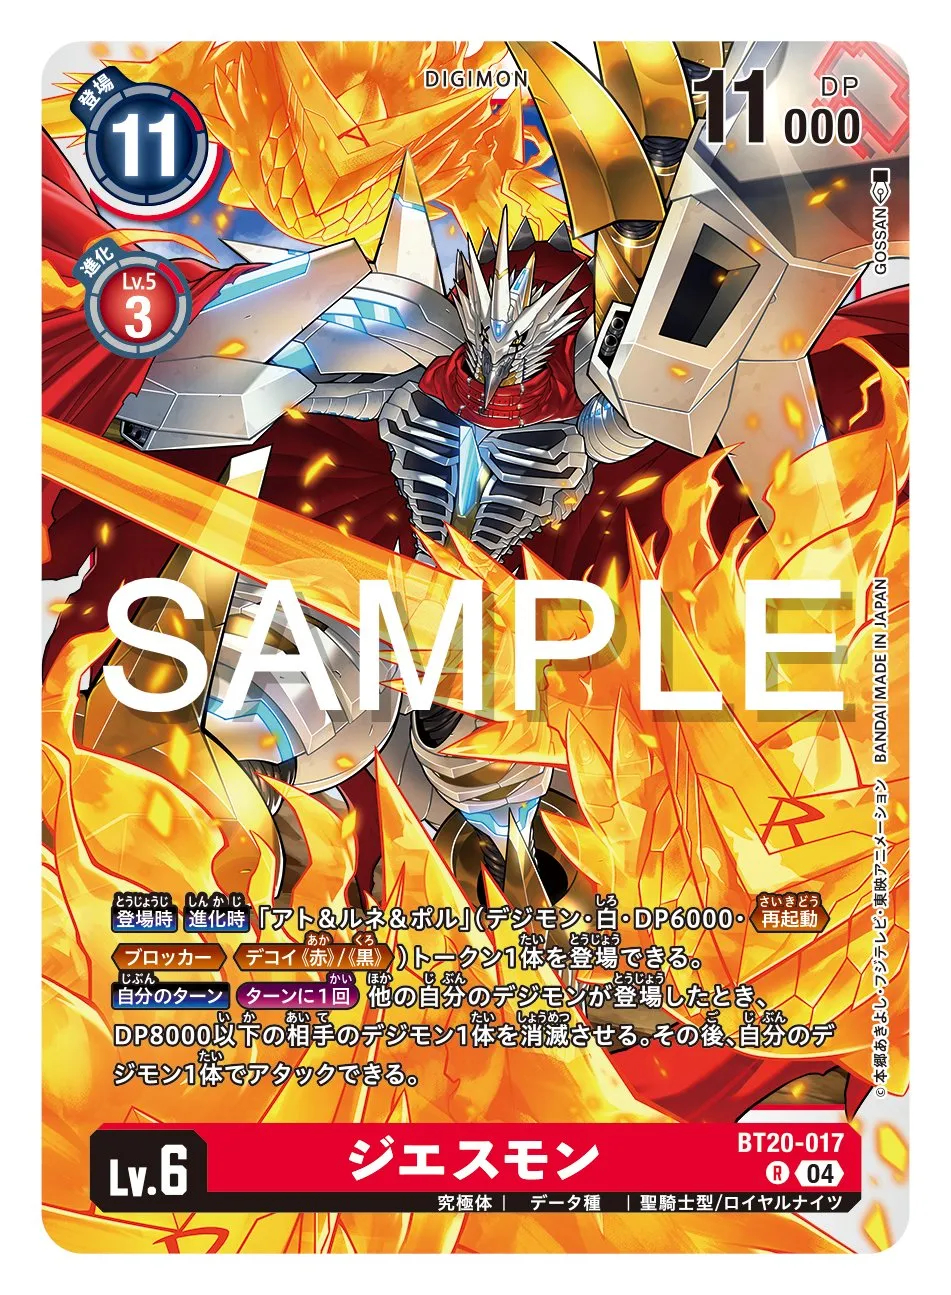 DIGIMON
登場
11
11000
DP
進化
Lv.5
3
GOSSAN
SAMPLE
BANDAI MADE IN JAPAN
©本郷あきよし・フジテレビ・東映アニメーション
登場時 進化時 「アト&ルネ&ポル」(デジモン・白・DP6000・再起動
ブロッカー デコイ《赤》/《黒》)トークン1体を登場できる。
自分のターン ターンに1回 他の自分のデジモンが登場したとき、
DP8000以下の相手のデジモン1体を消滅させる。その後、自分のデ
ジモン1体でアタックできる。
Lv.6
ジエスモン
BT20-017
R 04
究極体 | データ種 | 聖騎士型/ロイヤルナイツ